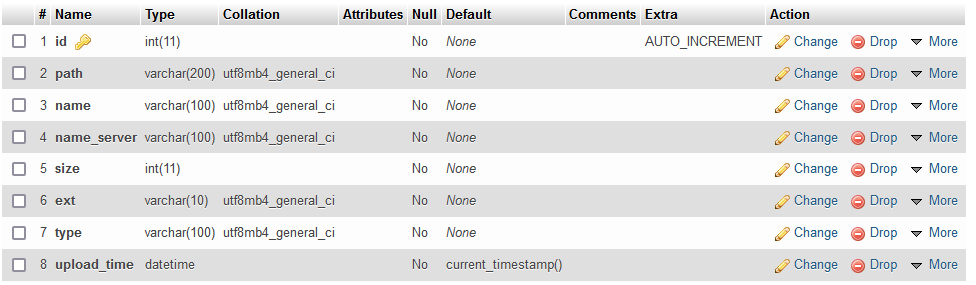 # Name Type Collation Attributes Null Default Comments Extra Action
1 id int(11) No None AUTO_INCREMENT Change Drop More
2 path varchar(200) utf8mb4_general_ci No None Change Drop More
3 name varchar(100) utf8mb4_general_ci No None Change Drop More
4 name_server varchar(100) utf8mb4_general_ci No None Change Drop More
5 size int(11) No None Change Drop More
6 ext varchar(10) utf8mb4_general_ci No None Change Drop More
7 type varchar(100) utf8mb4_general_ci No None Change Drop More
8 upload_time datetime No current_timestamp() Change Drop More